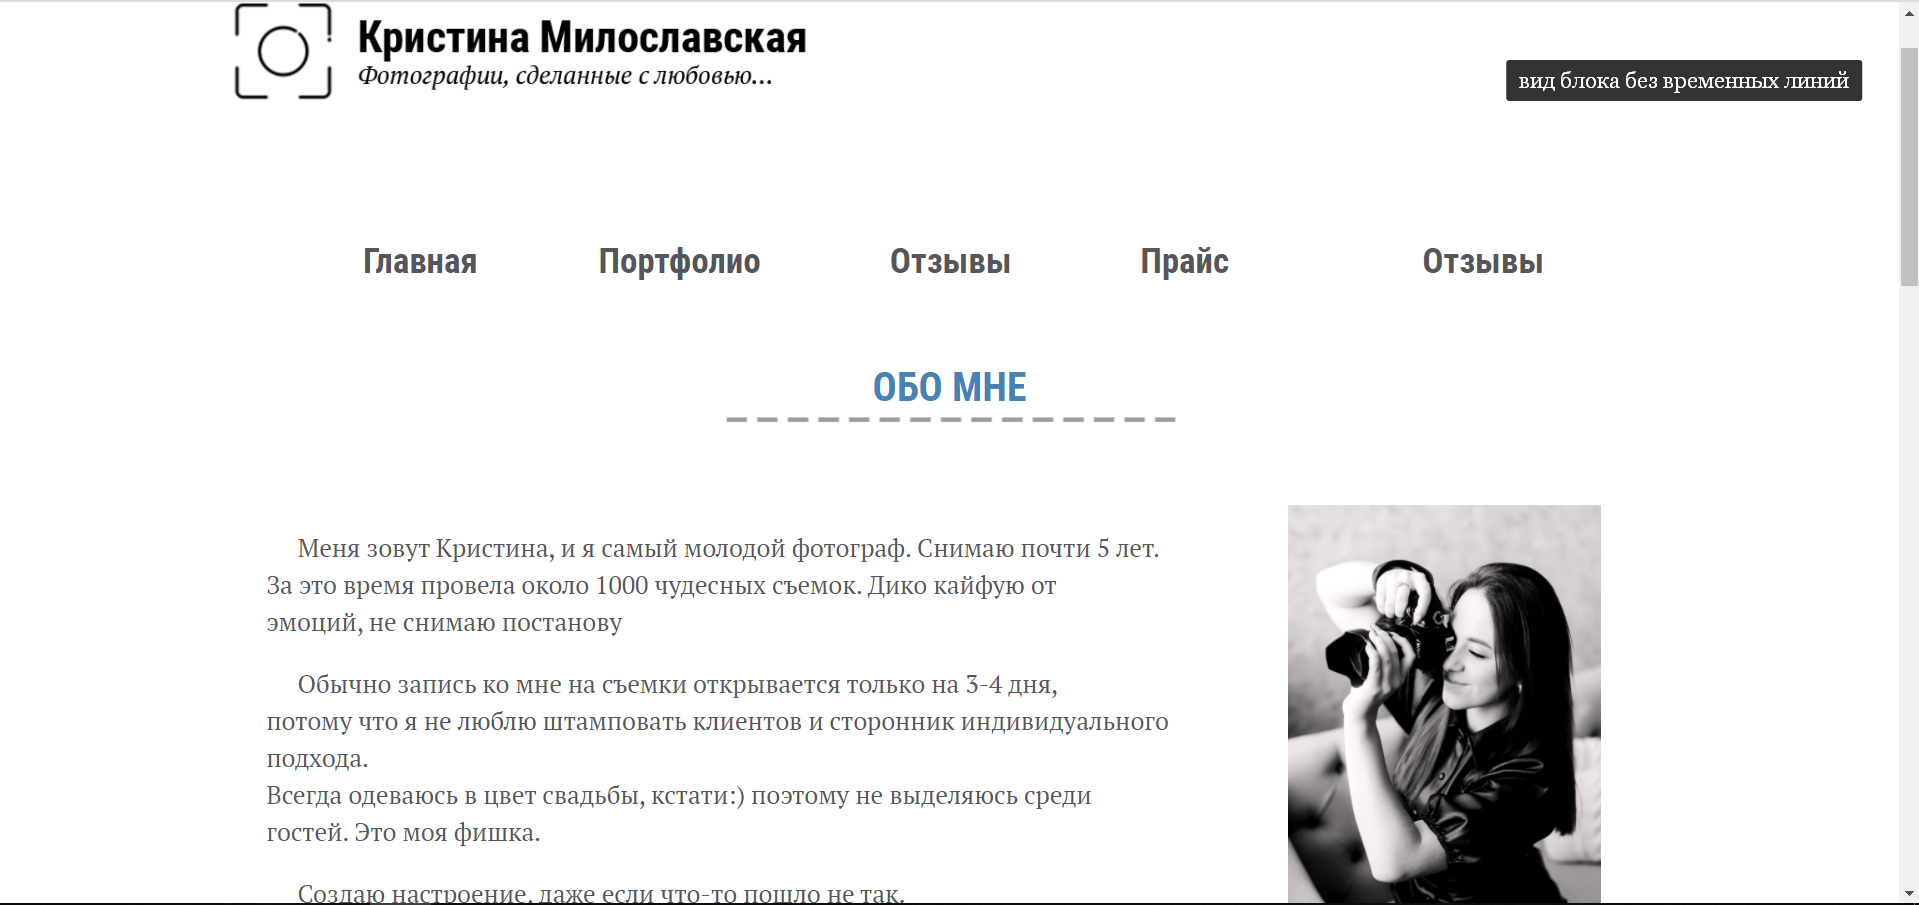 Кристина Милославская
Фотографии, сделанные с любовью...
вид блока без временных линий
Главная Портфолио Отзывы Прайс Отзывы
ОБО МНЕ
Меня зовут Кристина, и я самый молодой фотограф. Снимаю почти 5 лет.
За это время провела около 1000 чудесных съемок. Дико кайфую от
эмоций, не снимаю постанову
Обычно запись ко мне на съемки открывается только на 3-4 дня,
потому что я не люблю штамповать клиентов и сторонник индивидуального
подхода.
Всегда одеваюсь в цвет свадьбы, кстати:) поэтому не выделяюсь среди
гостей. Это моя фишка.
Создаю настроение, даже если что-то пошло не так.